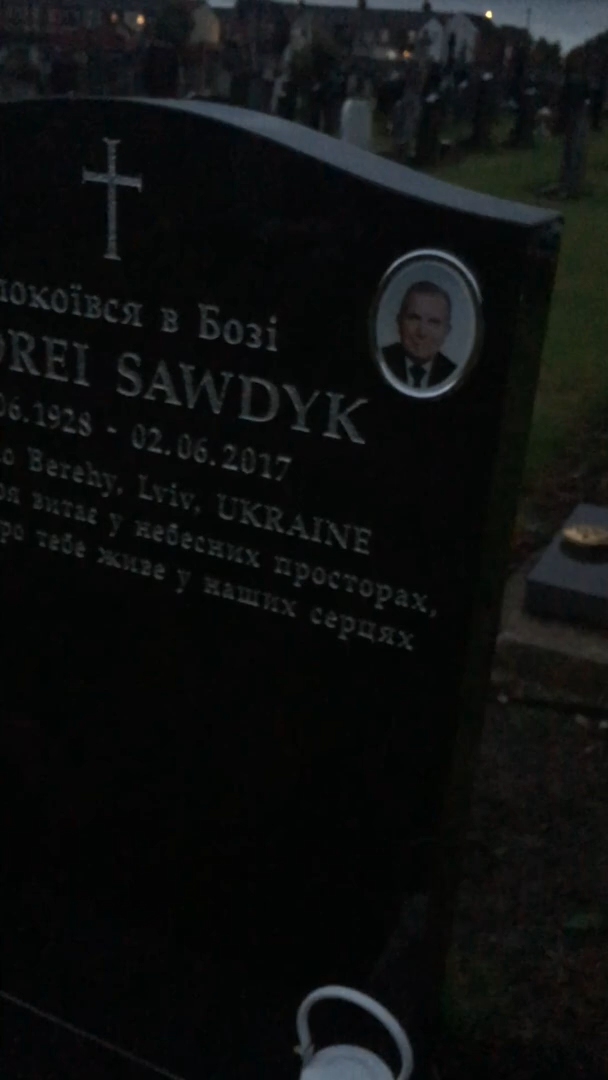 покоївся в Бозі
DREI SAWDYK
06.1928 - 02.06.2017
Berehy, Lviv, UKRAINE
витає у небесних просторах,
про тебе живе у наших серцях